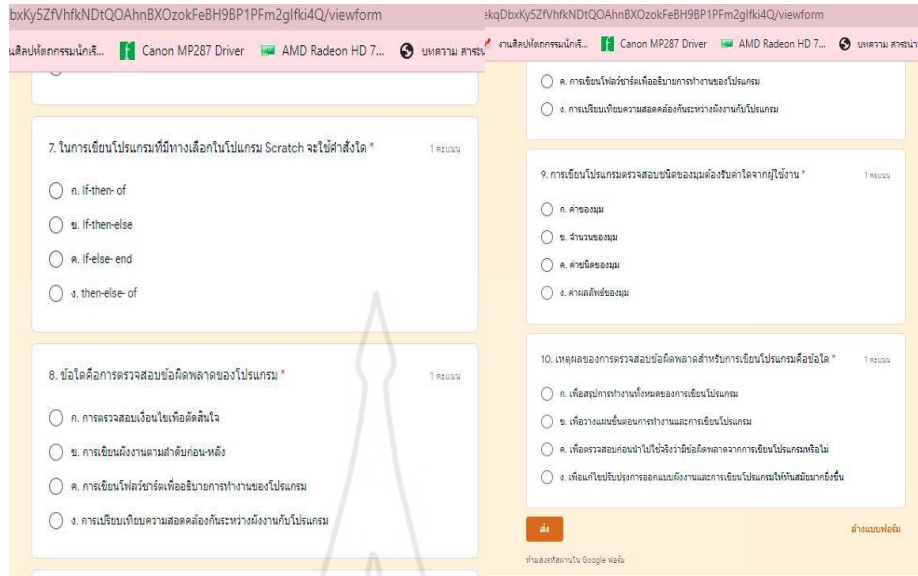 bxKy5ZfVhfkNDtQOAhnBXOzokFeBH9BP1PFm2gIfki4Q/viewform
Canon MP287 Driver
AMD Radeon HD 7...
7. ในการเขียนโปรแกรมที่มีทางเลือกในโปแกรม Scratch จะใช้คำสั่งใด *
1 คะแนน
ก. If-then- of
ข. If-then-else
ค. If-else- end
ง. then-else- of
8. ข้อใดคือการตรวจสอบข้อผิดพลาดของโปรแกรม *
1 คะแนน
ก. การตรวจสอบเงื่อนไขเพื่อตัดสินใจ
ข. การเขียนผังงานตามลำดับก่อน-หลัง
ค. การเขียนโฟลว์ชาร์ตเพื่ออธิบายการทำงานของโปรแกรม
ง. การเปรียบเทียบความสอดคล้องกันระหว่างผังงานกับโปรแกรม
ekqDbxKy5ZfVhfkNDtQOAhnBXOzokFeBH9BP1PFm2gIfki4Q/viewform
Canon MP287 Driver
AMD Radeon HD 7...
ค. การเขียนโฟลว์ชาร์ตเพื่ออธิบายการทำงานของโปรแกรม
ง. การเปรียบเทียบความสอดคล้องกันระหว่างผังงานกับโปรแกรม
9. การเขียนโปรแกรมตรวจสอบชนิดของมุมต้องรับค่าใดจากผู้ใช้งาน *
1 คะแนน
ก. ค่าของมุม
ข. จำนวนของมุม
ค. ค่าชนิดของมุม
ง. ค่าผลลัพธ์ของมุม
10. เหตุผลของการตรวจสอบข้อผิดพลาดสำหรับการเขียนโปรแกรมคือข้อใด *
1 คะแนน
ก. เพื่อสรุปการทำงานทั้งหมดของการเขียนโปรแกรม
ข. เพื่อวางแผนขั้นตอนการทำงานและการเขียนโปรแกรม
ค. เพื่อตรวจสอบก่อนนำไปใช้จริงว่ามีข้อผิดพลาดจากการเขียนโปรแกรมหรือไม่
ง. เพื่อแก้ไขปรับปรุงการออกแบบผังงานและการเขียนโปรแกรมให้ทันสมัยมากยิ่งขึ้น
ส่ง
ล้างแบบฟอร์ม
ห้ามส่งรหัสผ่านใน Google ฟอร์ม